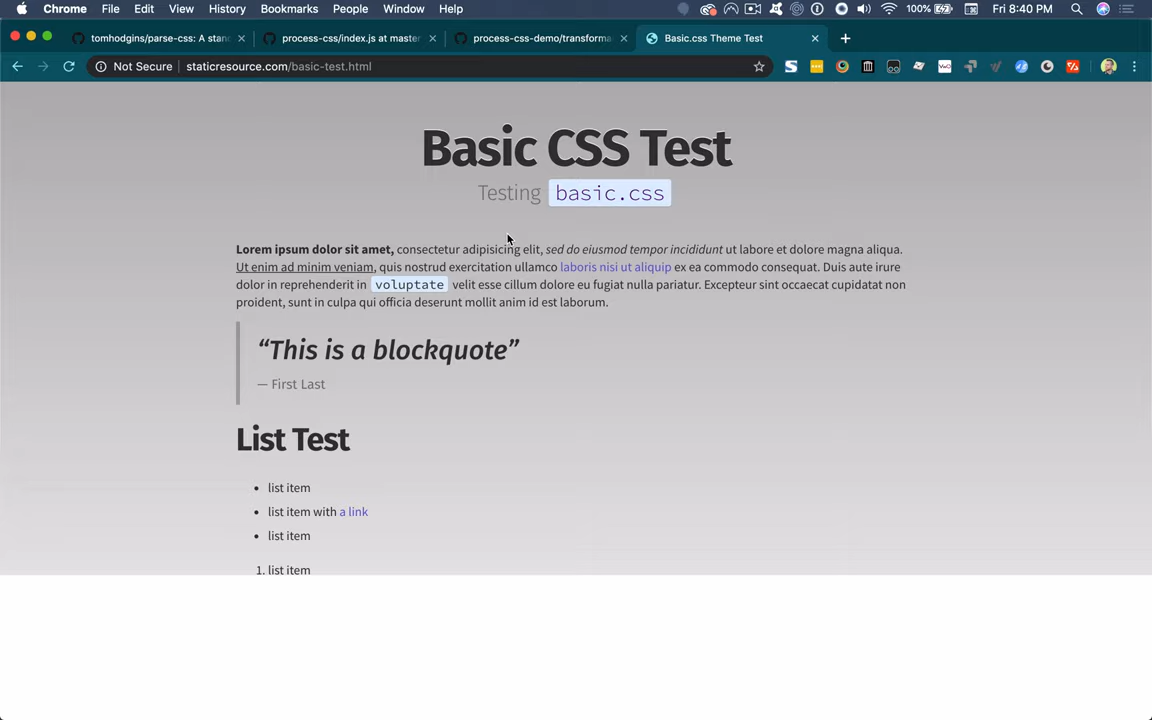 Chrome File Edit View History Bookmarks People Window Help 100% Fri 8:40 PM
tomhodgins/parse-css: A stan process-css/index.js at master process-css-demo/transforma Basic.css Theme Test
Not Secure staticresource.com/basic-test.html
Basic CSS Test
Testing basic.css
Lorem ipsum dolor sit amet, consectetur adipisicing elit, sed do eiusmod tempor incididunt ut labore et dolore magna aliqua.
Ut enim ad minim veniam, quis nostrud exercitation ullamco laboris nisi ut aliquip ex ea commodo consequat. Duis aute irure
dolor in reprehenderit in voluptate velit esse cillum dolore eu fugiat nulla pariatur. Excepteur sint occaecat cupidatat non
proident, sunt in culpa qui officia deserunt mollit anim id est laborum.
“This is a blockquote”
— First Last
List Test
• list item
• list item with a link
• list item
1. list item